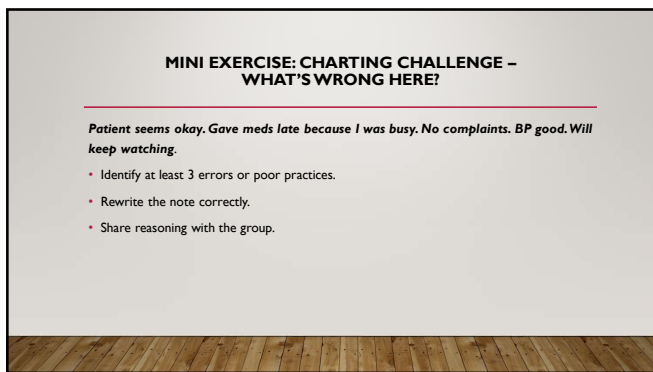 MINI EXERCISE: CHARTING CHALLENGE –
WHAT'S WRONG HERE?
Patient seems okay. Gave meds late because I was busy. No complaints. BP good. Will
keep watching.
• Identify at least 3 errors or poor practices.
• Rewrite the note correctly.
• Share reasoning with the group.